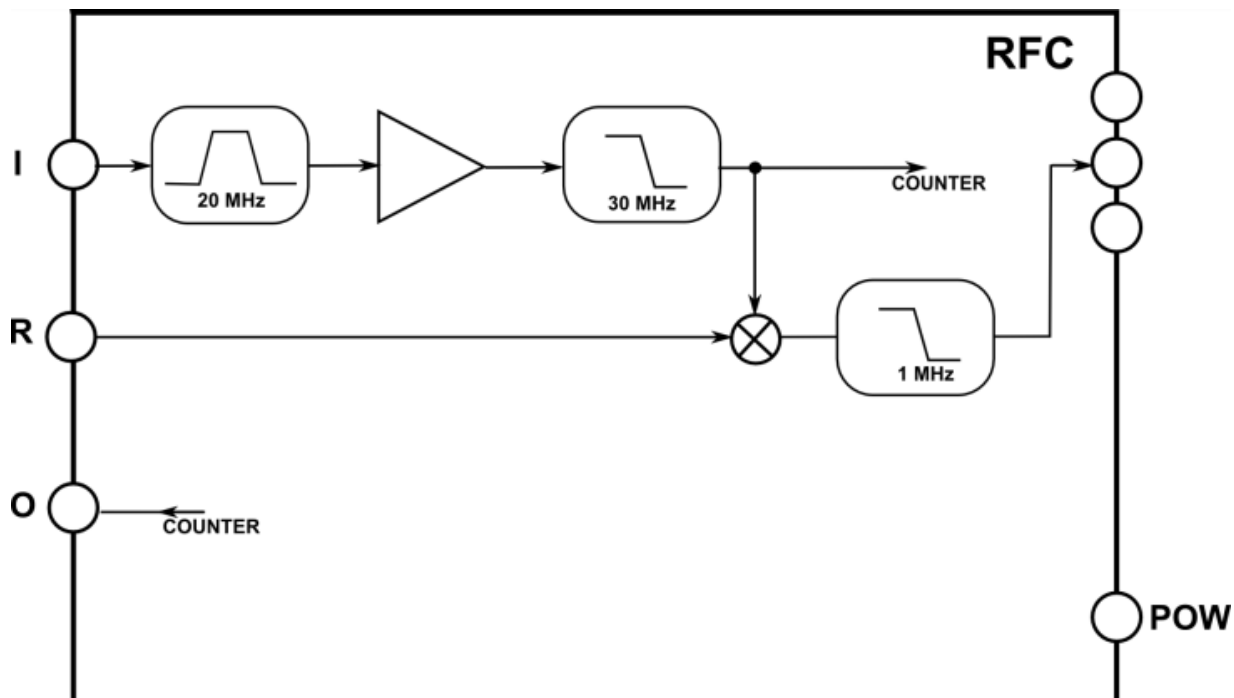 RFC
I
20 MHz
30 MHz
COUNTER
R
1 MHz
O
COUNTER
POW